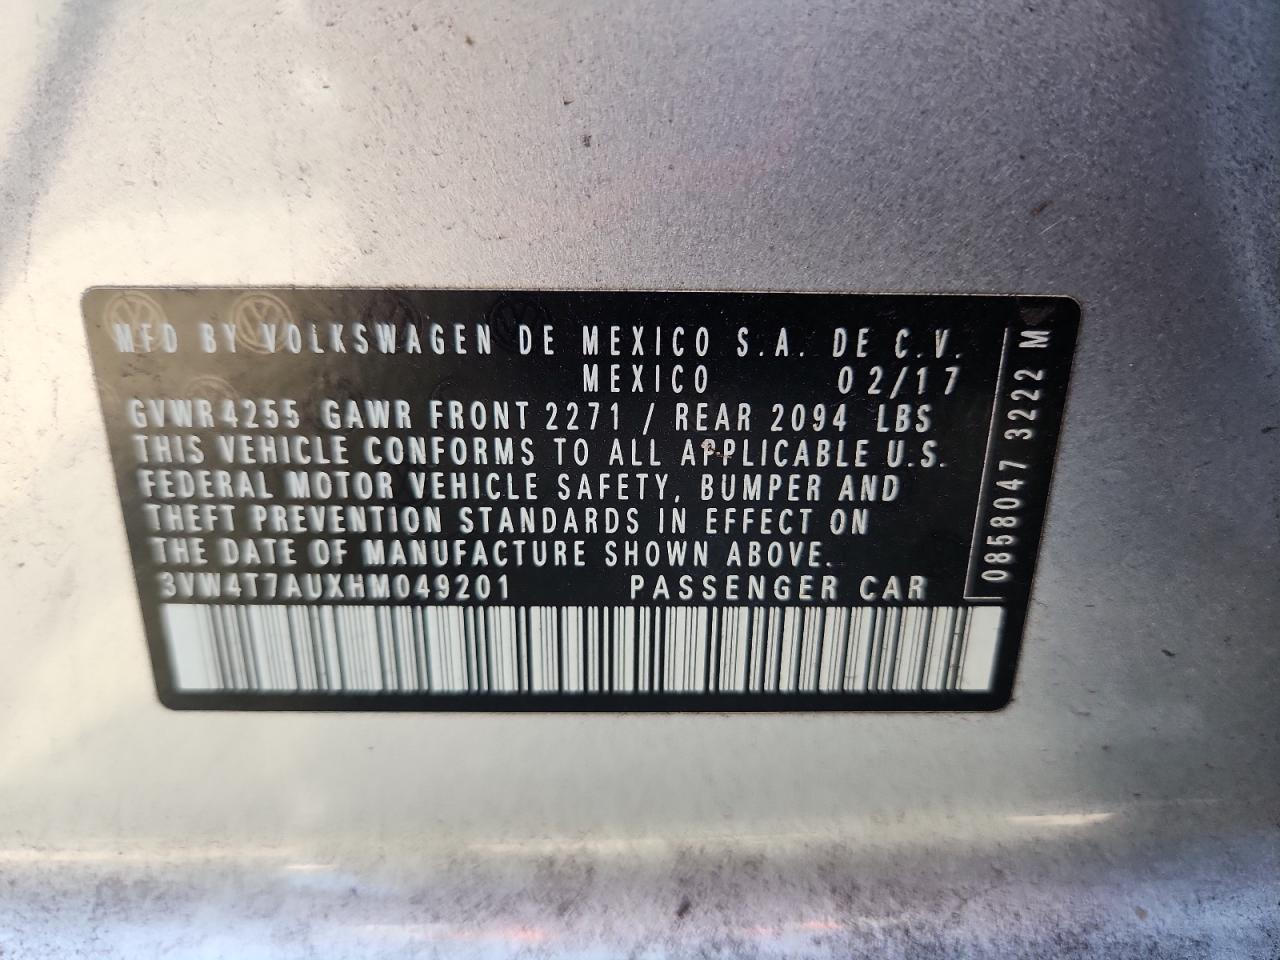 MFD BY VOLKSWAGEN DE MEXICO S.A. DE C.V.
MEXICO 02/17
GVWR 4255 GAWR FRONT 2271 / REAR 2094 LBS
THIS VEHICLE CONFORMS TO ALL APPLICABLE U.S.
FEDERAL MOTOR VEHICLE SAFETY, BUMPER AND
THEFT PREVENTION STANDARDS IN EFFECT ON
THE DATE OF MANUFACTURE SHOWN ABOVE.
3VW4T7AUXHM049201 PASSENGER CAR
0858047 3222 M